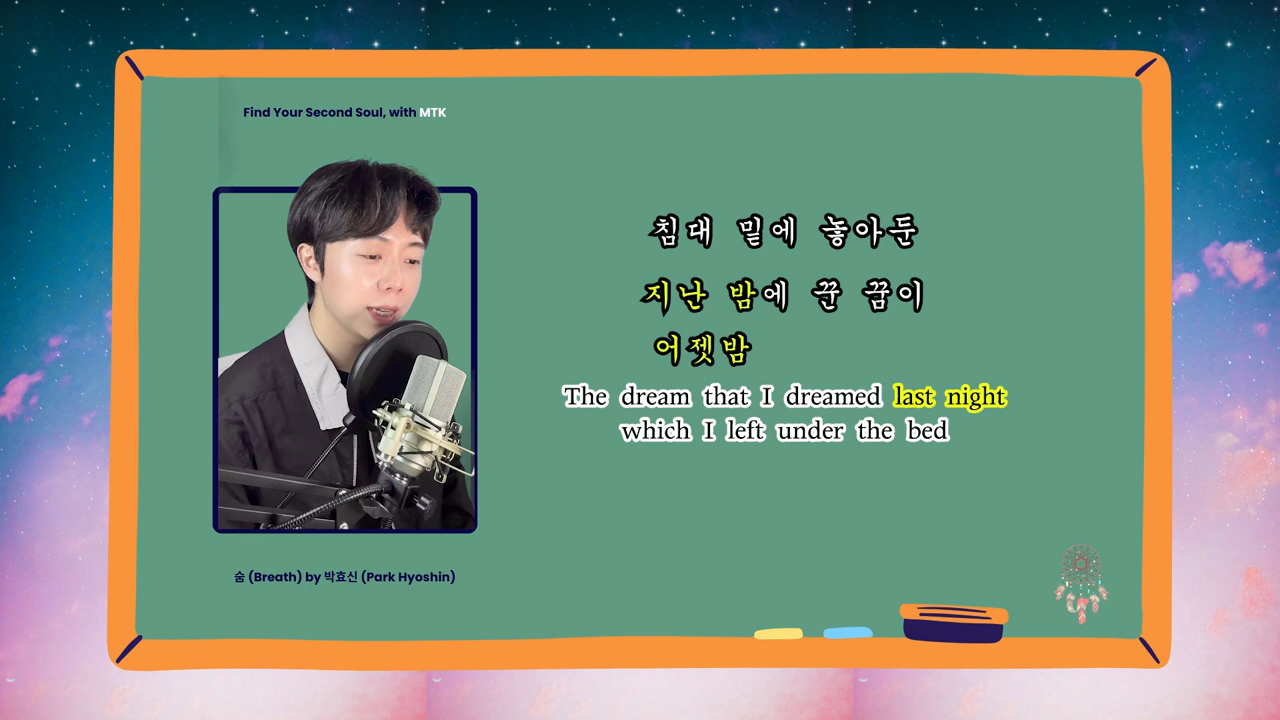 Find Your Second Soul, with MTK
침대 밑에 놓아둔
지난 밤에 꾼 꿈이
어젯밤
The dream that I dreamed last night
which I left under the bed
숨 (Breath) by 박효신 (Park Hyoshin)